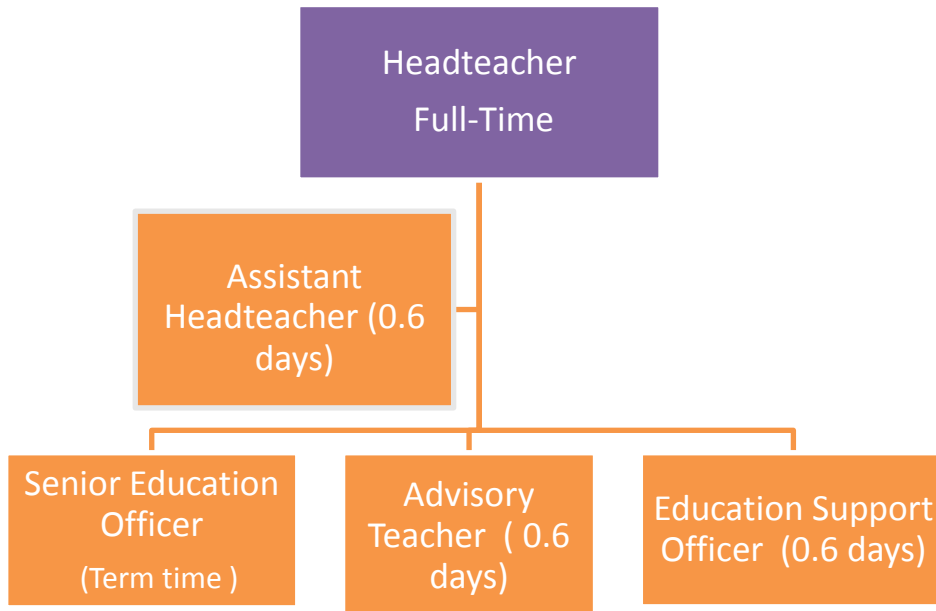 Headteacher
Full-Time
Assistant
Headteacher (0.6
days)
Senior Education
Officer
(Term time )
Advisory
Teacher ( 0.6
days)
Education Support
Officer (0.6 days)